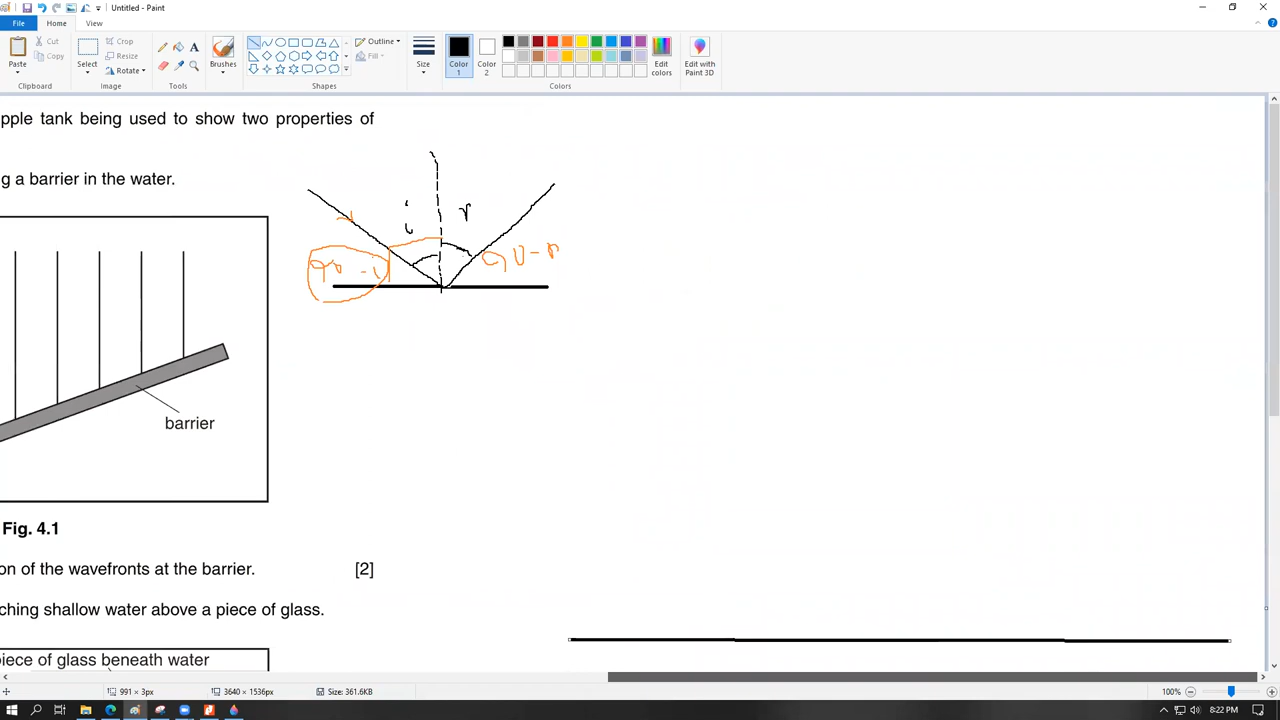 Untitled - Paint
File Home View
Paste
Cut
Copy
Clipboard
Select
Crop
Resize
Rotate
Image
Tools
Brushes
Shapes
Outline
Fill
Size
Color 1
Color 2
Colors
Edit colors
Edit with Paint 3D
pple tank being used to show two properties of
g a barrier in the water.
i r
90 - i
90 - r
barrier
Fig. 4.1
on of the wavefronts at the barrier. [2]
ching shallow water above a piece of glass.
iece of glass beneath water
991 × 3px
3640 × 1536px
Size: 361.6KB
100%
8:22 PM